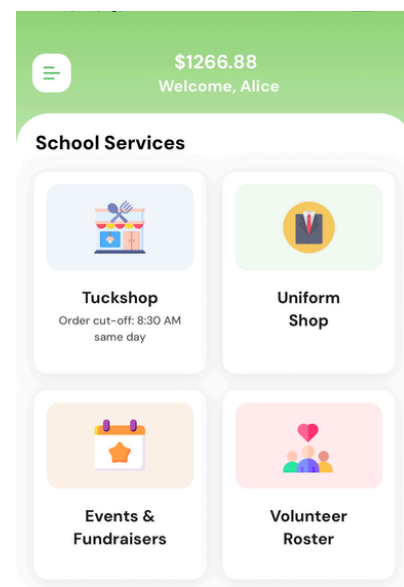 $1266.88
Welcome, Alice
School Services
Tuckshop
Order cut-off: 8:30 AM
same day
Uniform
Shop
Events &
Fundraisers
Volunteer
Roster